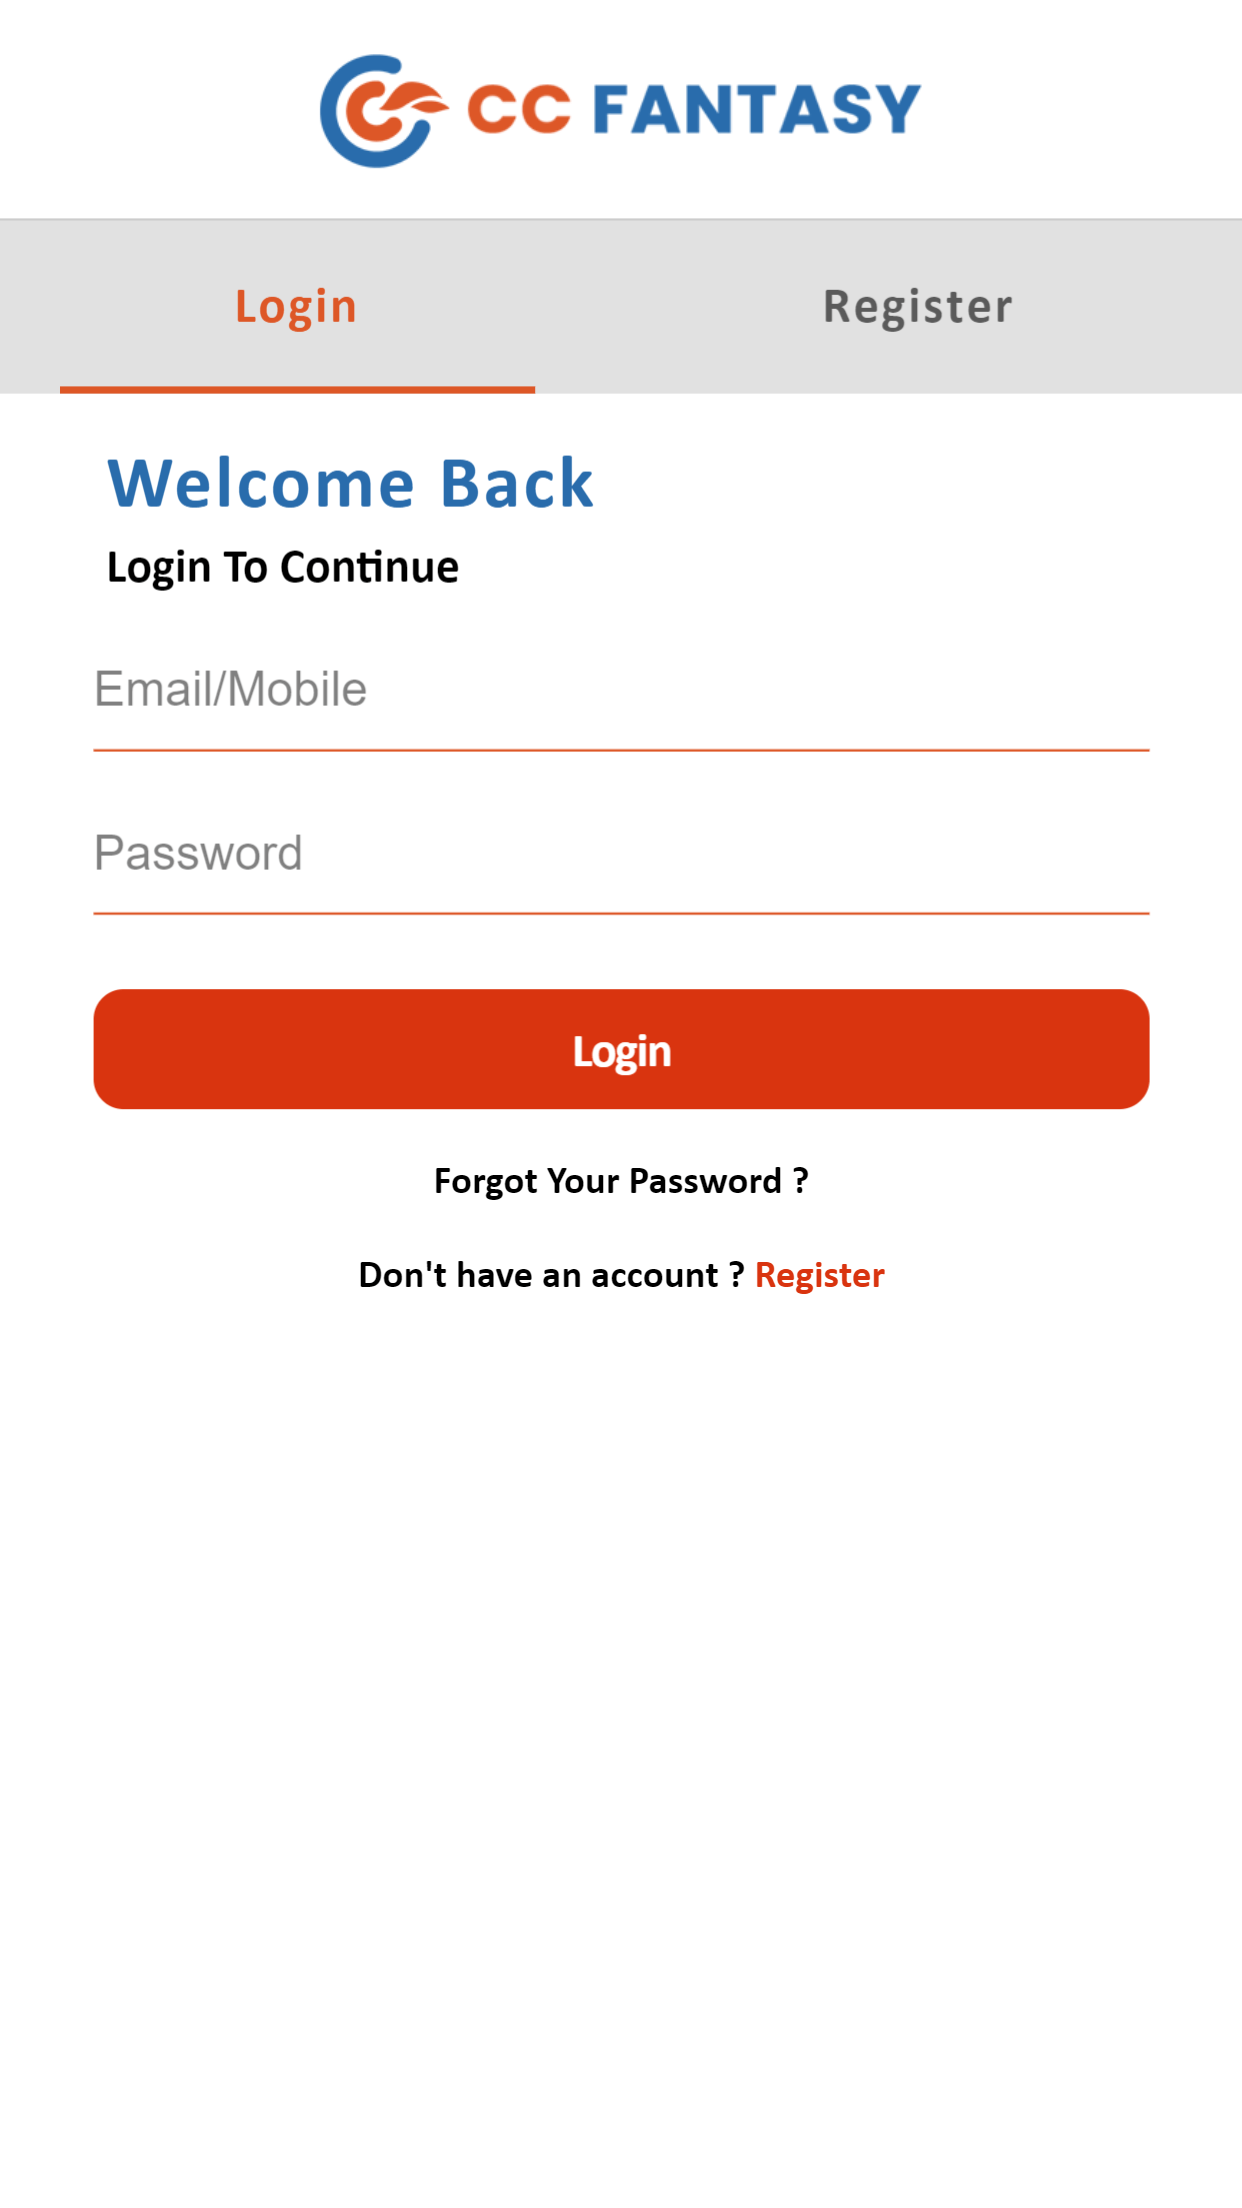 CC FANTASY
Login Register
Welcome Back
Login To Continue
Email/Mobile
Password
Login
Forgot Your Password ?
Don't have an account ? Register